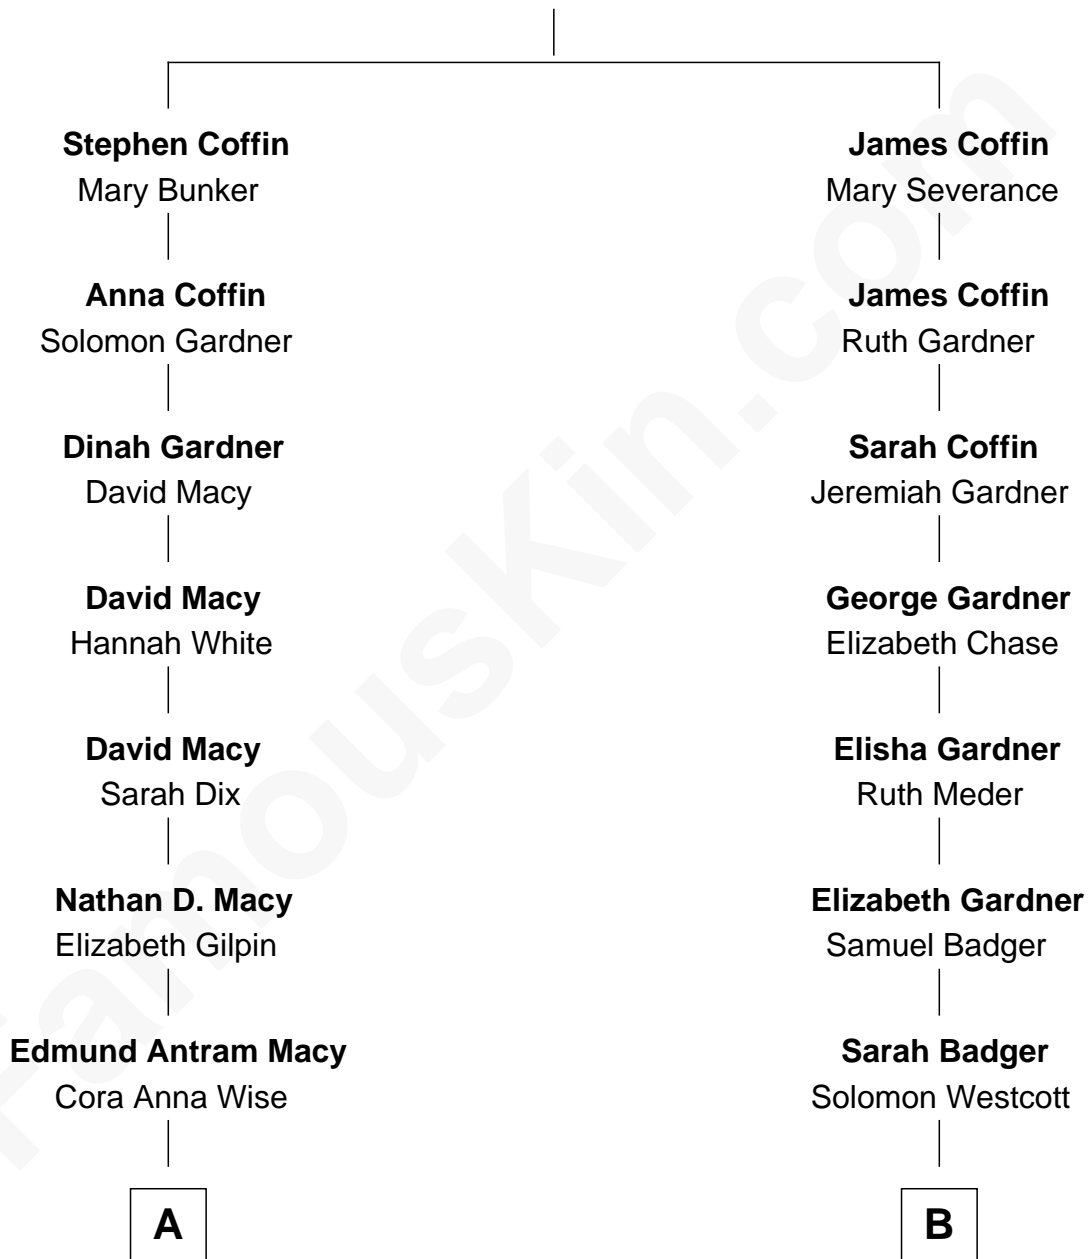 Stephen Coffin
Mary Bunker
Anna Coffin
Solomon Gardner
Dinah Gardner
David Macy
David Macy
Hannah White
David Macy
Sarah Dix
Nathan D. Macy
Elizabeth Gilpin
Edmund Antram Macy
Cora Anna Wise
A
James Coffin
Mary Severance
James Coffin
Ruth Gardner
Sarah Coffin
Jeremiah Gardner
George Gardner
Elizabeth Chase
Elisha Gardner
Ruth Meder
Elizabeth Gardner
Samuel Badger
Sarah Badger
Solomon Westcott
B
FamousKin.com